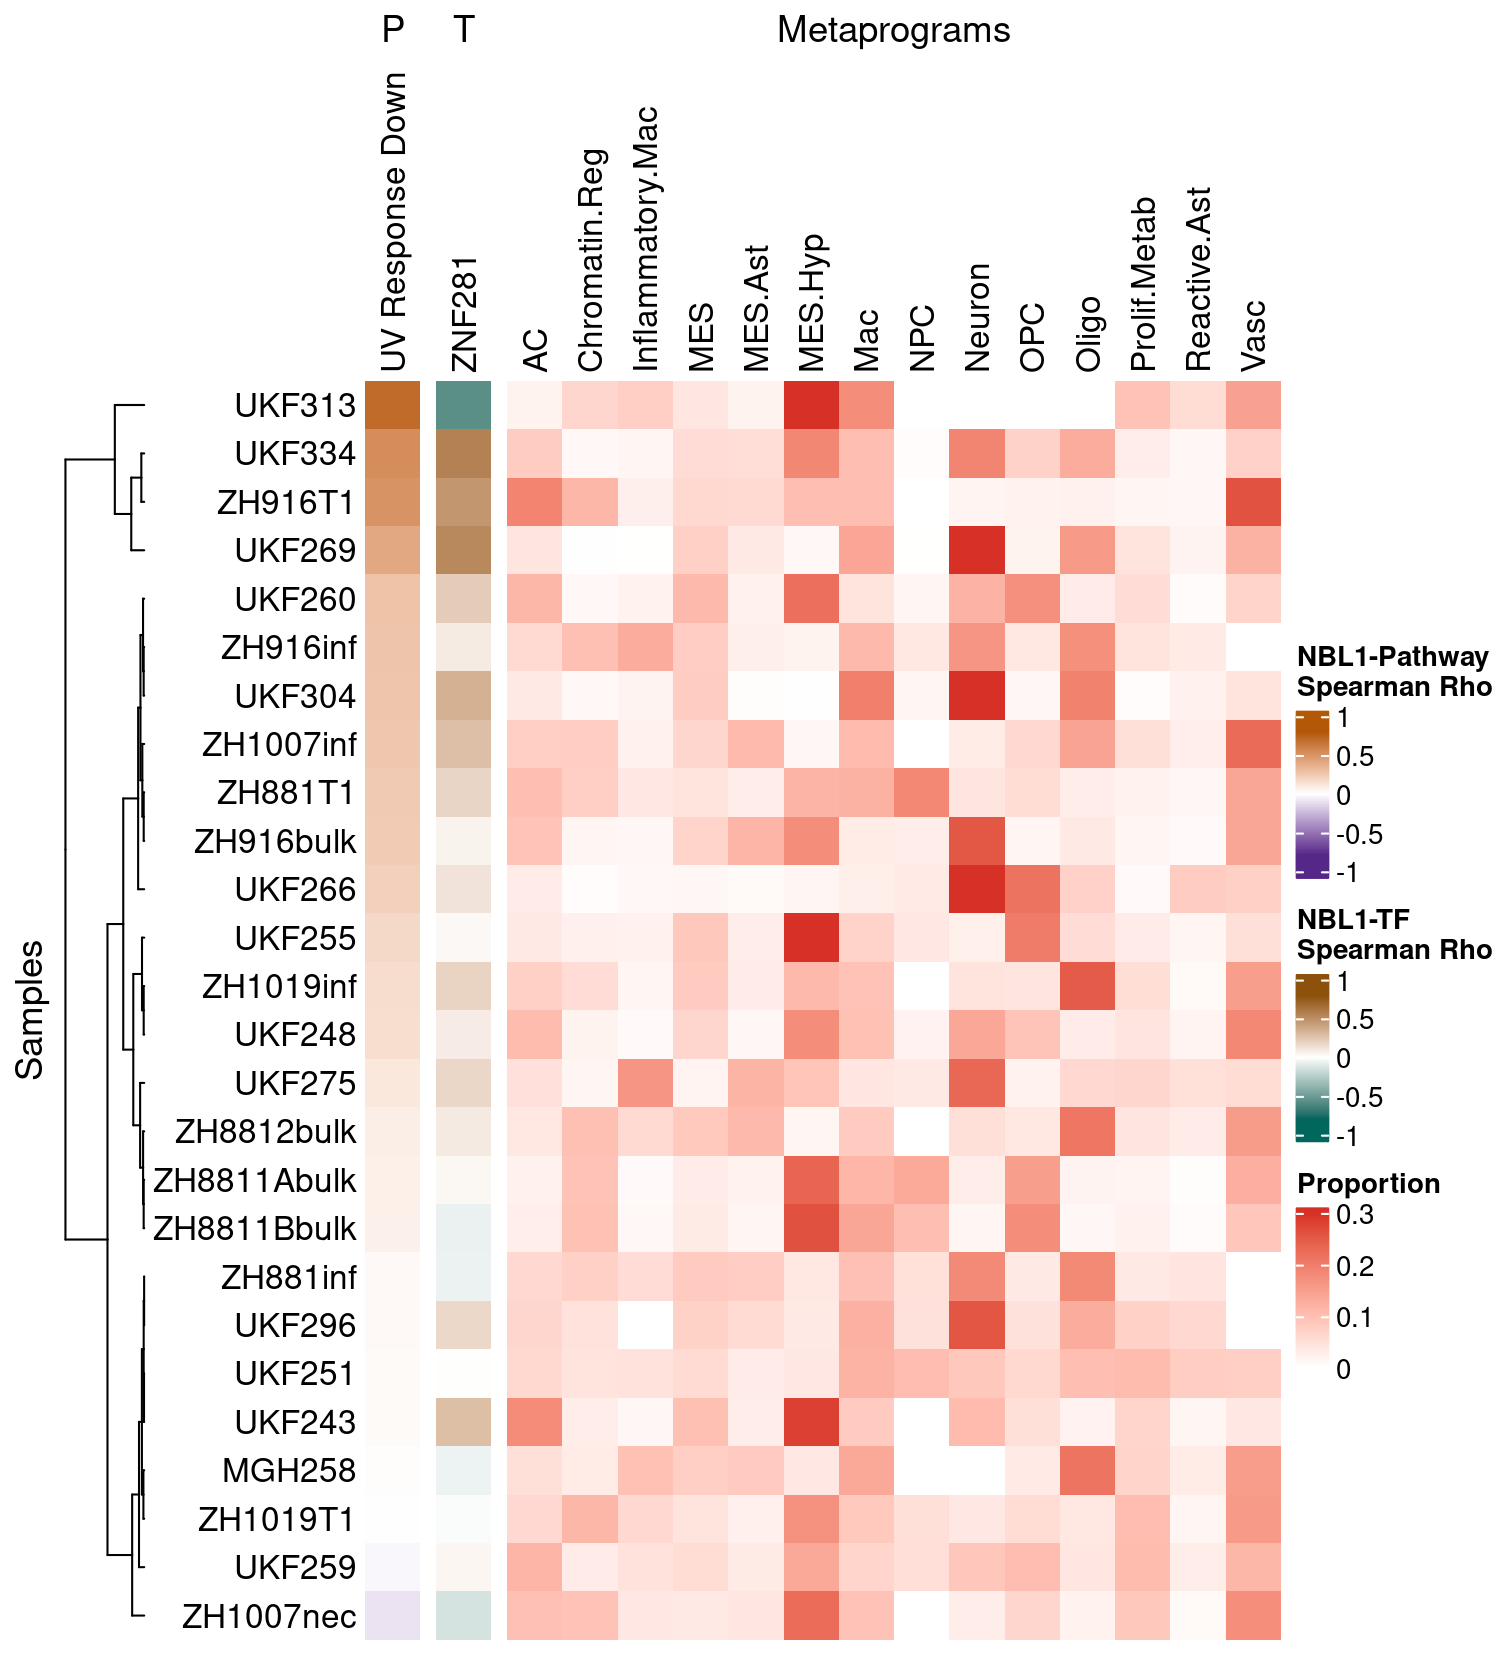 P T Metaprograms
UV Response Down
ZNF281
AC
Chromatin.Reg
Inflammatory.Mac
MES
MES.Ast
MES.Hyp
Mac
NPC
Neuron
OPC
Oligo
Prolif.Metab
Reactive.Ast
Vasc
Samples
UKF313
UKF334
ZH916T1
UKF269
UKF260
ZH916inf
UKF304
ZH1007inf
ZH881T1
ZH916bulk
UKF266
UKF255
ZH1019inf
UKF248
UKF275
ZH8812bulk
ZH8811Abulk
ZH8811Bbulk
ZH881inf
UKF296
UKF251
UKF243
MGH258
ZH1019T1
UKF259
ZH1007nec
NBL1-Pathway
Spearman Rho
1
0.5
0
-0.5
-1
NBL1-TF
Spearman Rho
1
0.5
0
-0.5
-1
Proportion
0.3
0.2
0.1
0